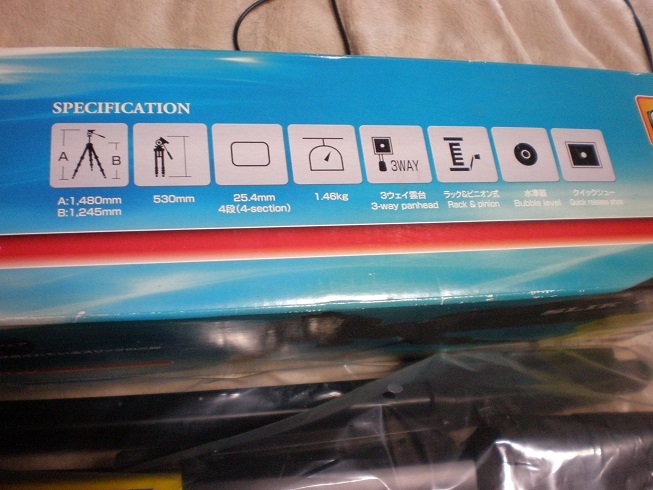 SPECIFICATION
A
B
3WAY
A:1,480mm
B:1,245mm
530mm
25.4mm
4段(4-section)
1.46kg
3ウェイ雲台
3-way panhead
ラック&ピニオン式
Rack & pinion
水準器
Bubble level
クイックシュー
Quick release shoe
SLIK